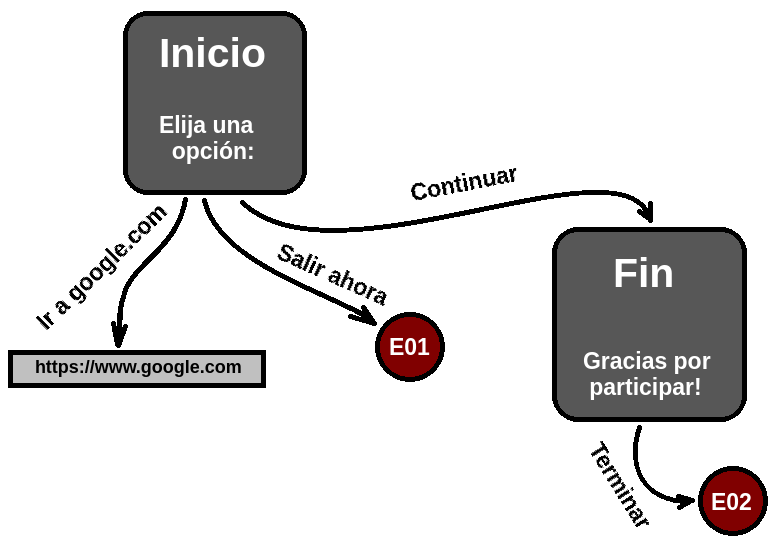 Inicio
Elija una
opción:
Ir a google.com
Salir ahora
Continuar
https://www.google.com
E01
Fin
Gracias por
participar!
Terminar
E02